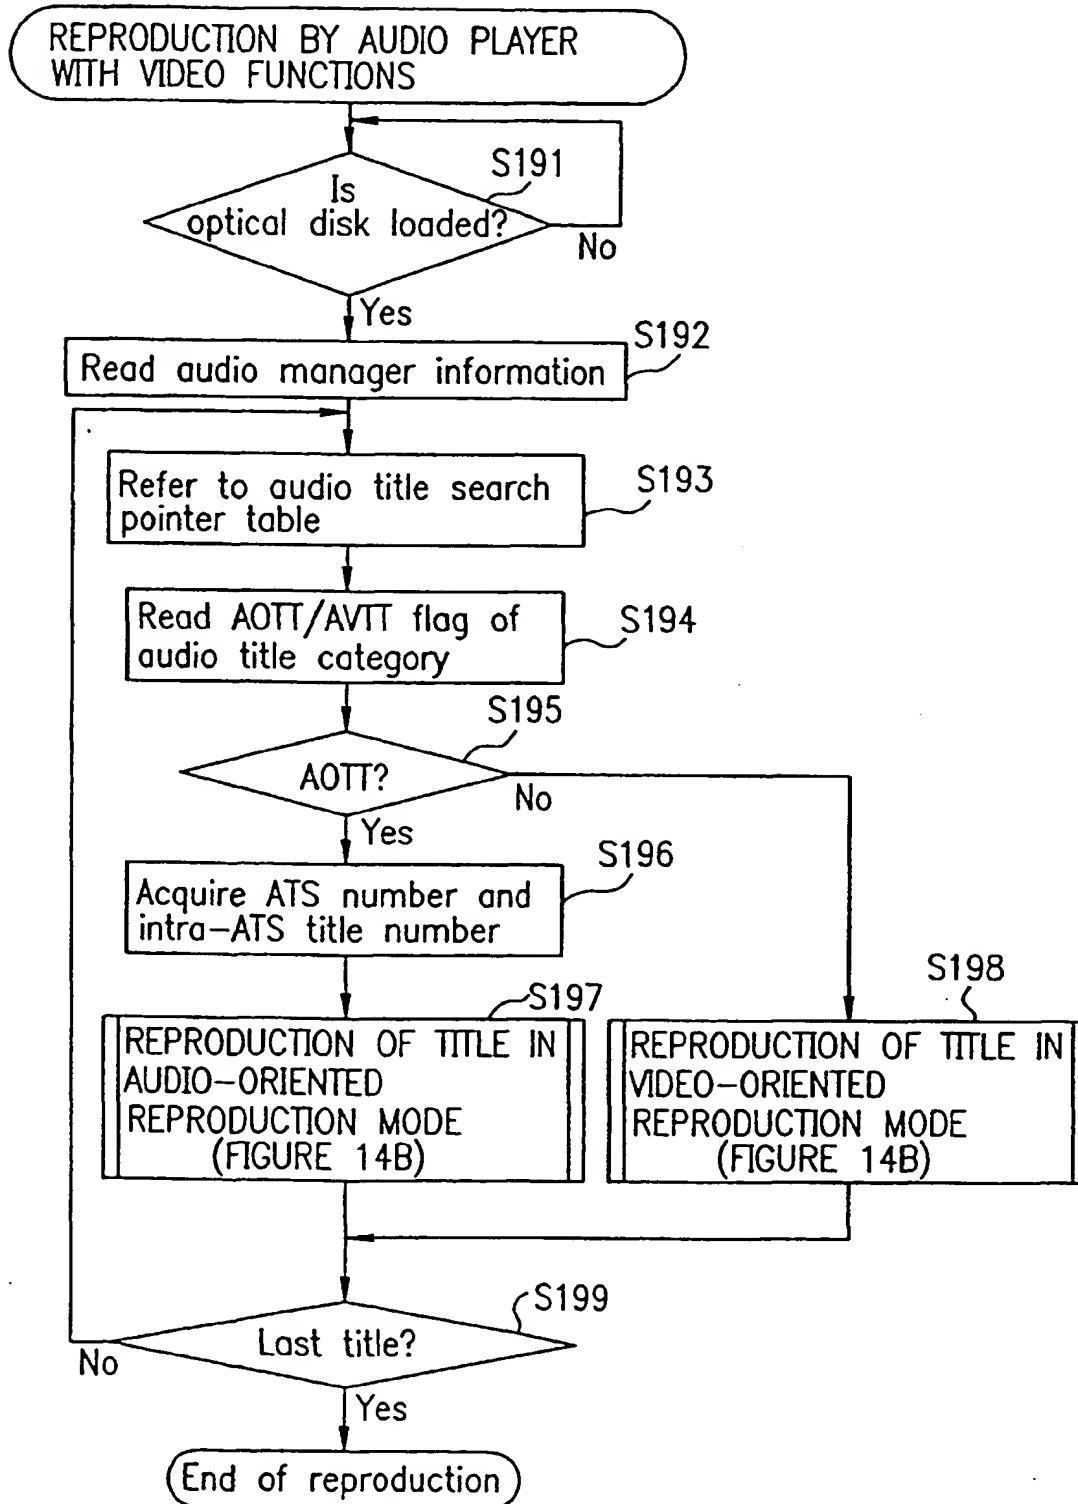 REPRODUCTION BY AUDIO PLAYER
WITH VIDEO FUNCTIONS
S191
Is
optical disk loaded?
No
Yes
S192
Read audio manager information
S193
Refer to audio title search
pointer table
S194
Read AOTT/AVTT flag of
audio title category
S195
AOTT?
No
Yes
S196
Acquire ATS number and
intra-ATS title number
S197
REPRODUCTION OF TITLE IN
AUDIO-ORIENTED
REPRODUCTION MODE
(FIGURE 14B)
S198
REPRODUCTION OF TITLE IN
VIDEO-ORIENTED
REPRODUCTION MODE
(FIGURE 14B)
S199
Last title?
No
Yes
End of reproduction